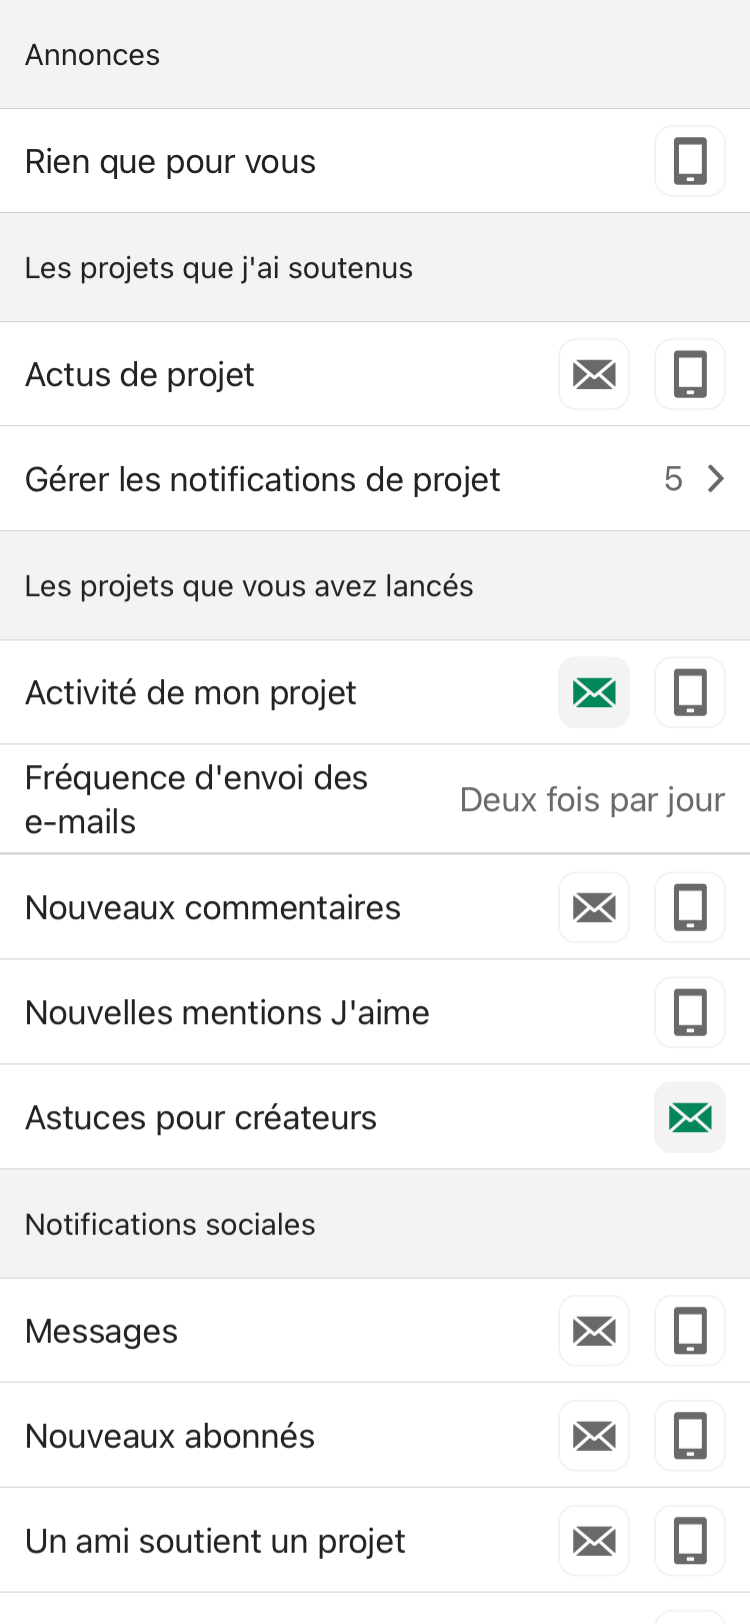 Annonces
Rien que pour vous
Les projets que j'ai soutenus
Actus de projet
Gérer les notifications de projet 5
Les projets que vous avez lancés
Activité de mon projet
Fréquence d'envoi des
e-mails
Deux fois par jour
Nouveaux commentaires
Nouvelles mentions J'aime
Astuces pour créateurs
Notifications sociales
Messages
Nouveaux abonnés
Un ami soutient un projet